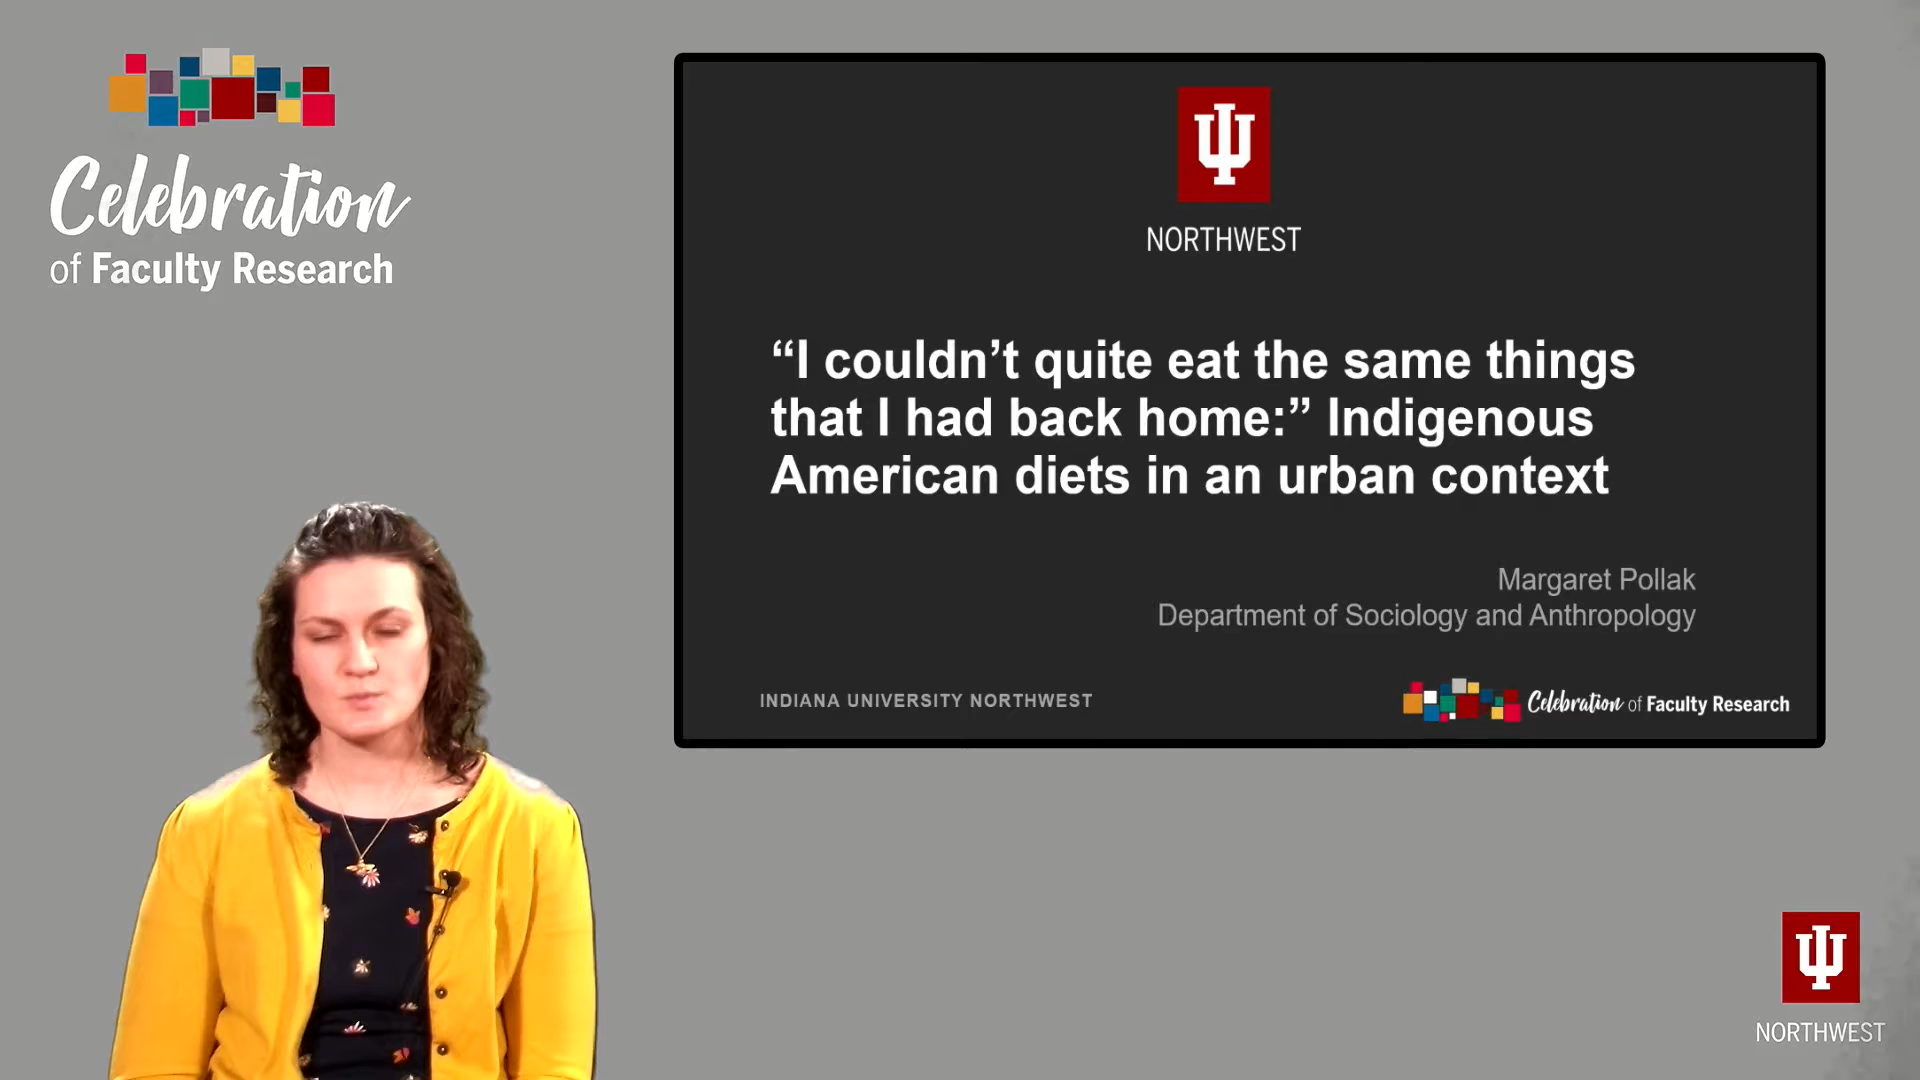 Celebration
of Faculty Research
NORTHWEST
“I couldn’t quite eat the same things
that I had back home:” Indigenous
American diets in an urban context
Margaret Pollak
Department of Sociology and Anthropology
INDIANA UNIVERSITY NORTHWEST
Celebration of Faculty Research
NORTHWEST